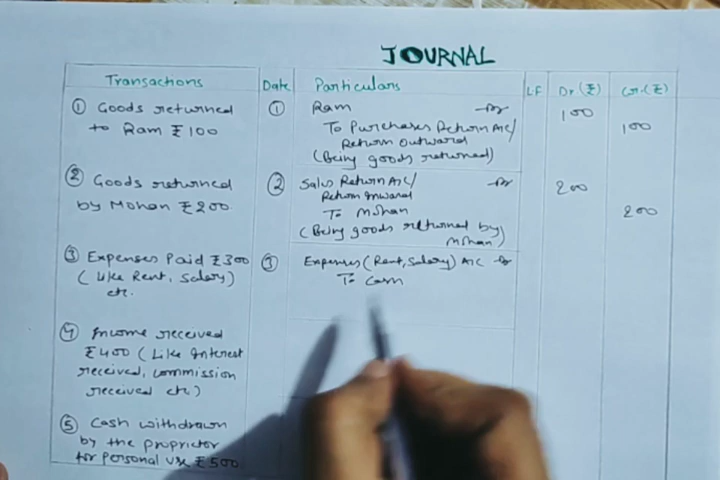 JOURNAL
Transactions Date Particulars LF Dr.(₹) Cr.(₹)
① Goods returned
to Ram ₹100
① Ram Dr 100
To Purchases Return A/C/ 100
Return Outward
(Being goods returned)
② Goods returned
by Mohan ₹200
② Sales Return A/C/ Dr 200
Return Inward
To Mohan 200
(Being goods returned by
Mohan)
③ Expenses Paid ₹300
(Like Rent, Salary)
etc.
③ Expenses (Rent, Salary) A/C Dr
To Cash
④ Income received
₹400 (Like Interest
received, commission
received etc.)
⑤ Cash withdrawn
by the proprietor
for personal use ₹500